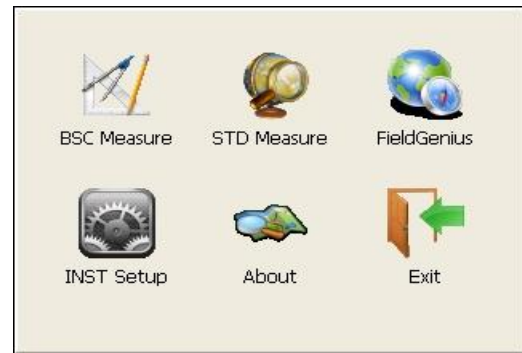 BSC Measure
STD Measure
FieldGenius
INST Setup
About
Exit